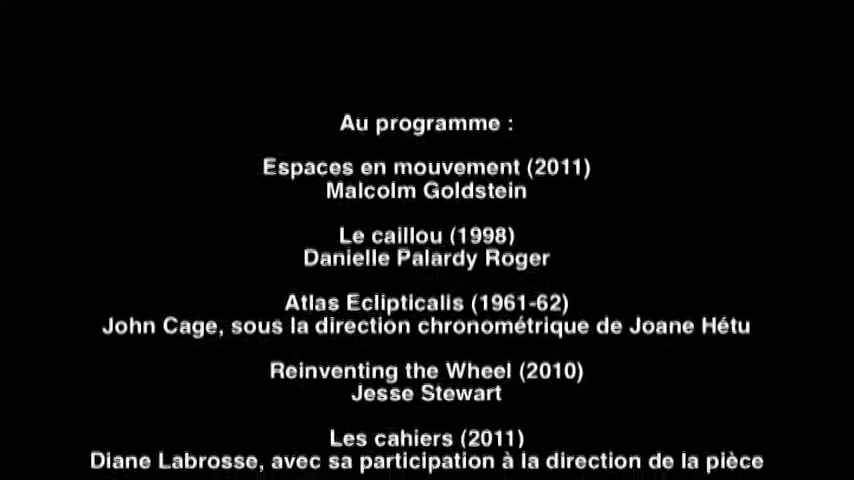 Au programme :
Espaces en mouvement (2011)
Malcolm Goldstein
Le caillou (1998)
Danielle Palardy Roger
Atlas Eclipticalis (1961-62)
John Cage, sous la direction chronométrique de Joane Hétu
Reinventing the Wheel (2010)
Jesse Stewart
Les cahiers (2011)
Diane Labrosse, avec sa participation à la direction de la pièce